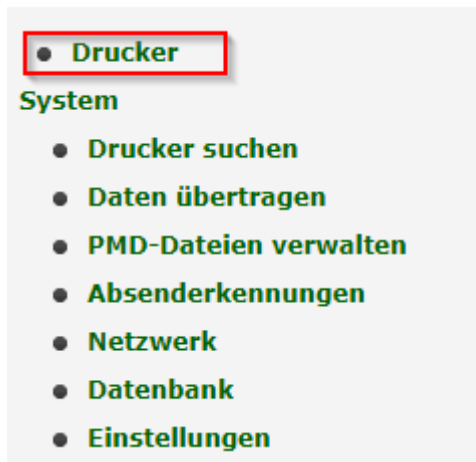 Drucker
System
Drucker suchen
Daten übertragen
PMD-Dateien verwalten
Absenderkennungen
Netzwerk
Datenbank
Einstellungen